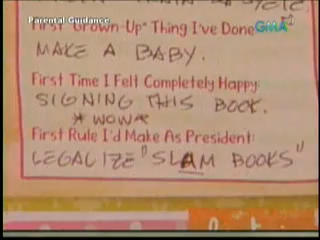 Parental Guidance
GMA
First "Grown-Up" Thing I've Done
MAKE A BABY.
First Time I Felt Completely Happy:
SIGNING THIS BOOK.
*WOW*
First Rule I'd Make As President:
LEGALIZE "SLAM BOOKS"